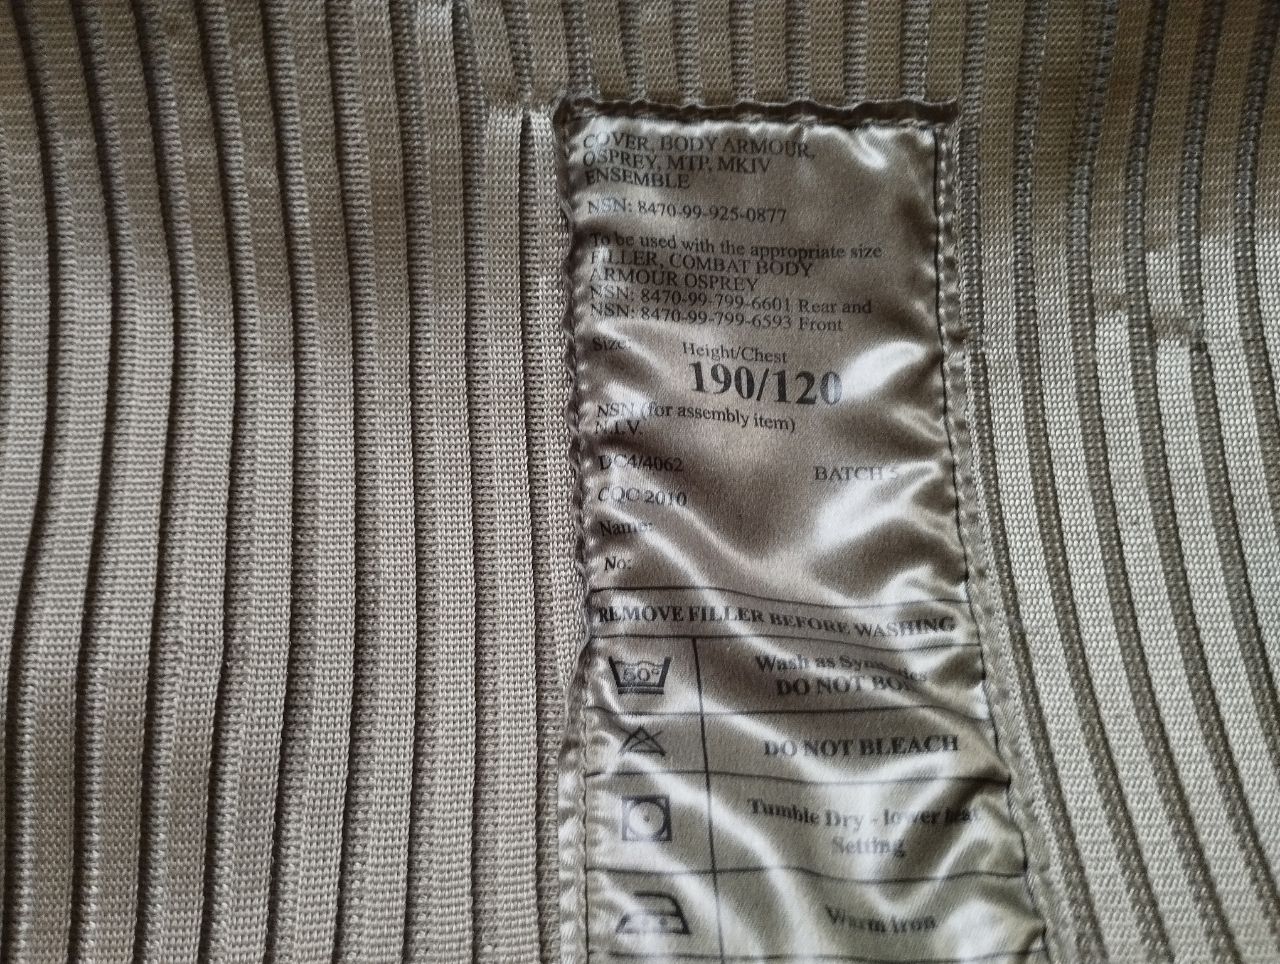 COVER, BODY ARMOUR,
OSPREY, MTP, MKIV
ENSEMBLE
NSN: 8470-99-925-0877
To be used with the appropriate size
FILLER, COMBAT BODY
ARMOUR OSPREY
NSN: 8470-99-799-6601 Rear and
NSN: 8470-99-799-6593 Front
Size:
Height/Chest
190/120
NSN (for assembly item)
N.I.V
DC4/4062
BATCH
CQC 2010
Name:
No:
REMOVE FILLER BEFORE WASHING
Wash as
DO NOT BOIL
DO NOT BLEACH
Tumble Dry - lower heat
Setting
Warm iron